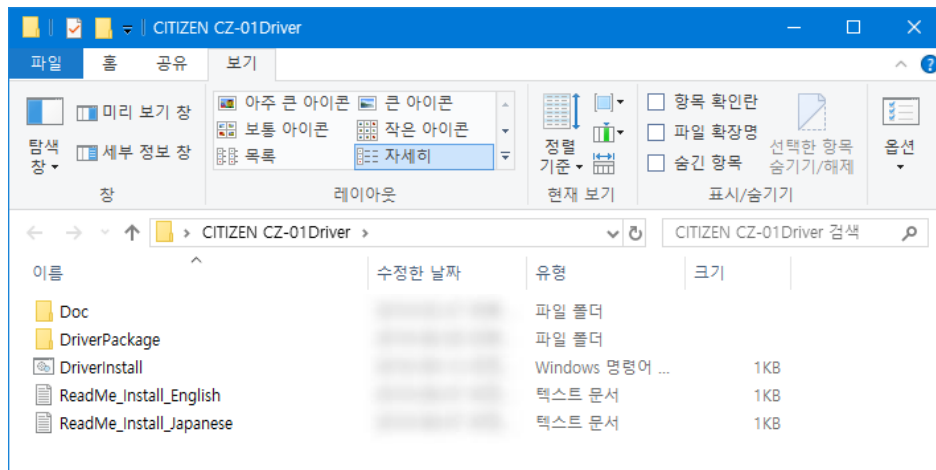 CITIZEN CZ-01Driver
파일 홈 공유 보기
탐색 창
미리 보기 창
세부 정보 창
아주 큰 아이콘 큰 아이콘
보통 아이콘 작은 아이콘
목록 자세히
정렬 기준
항목 확인란
파일 확장명
숨긴 항목
선택한 항목 숨기기/해제
옵션
창 레이아웃 현재 보기 표시/숨기기
CITIZEN CZ-01Driver CITIZEN CZ-01Driver 검색
이름 수정한 날짜 유형 크기
Doc 파일 폴더
DriverPackage 파일 폴더
DriverInstall Windows 명령어 ... 1KB
ReadMe_Install_English 텍스트 문서 1KB
ReadMe_Install_Japanese 텍스트 문서 1KB